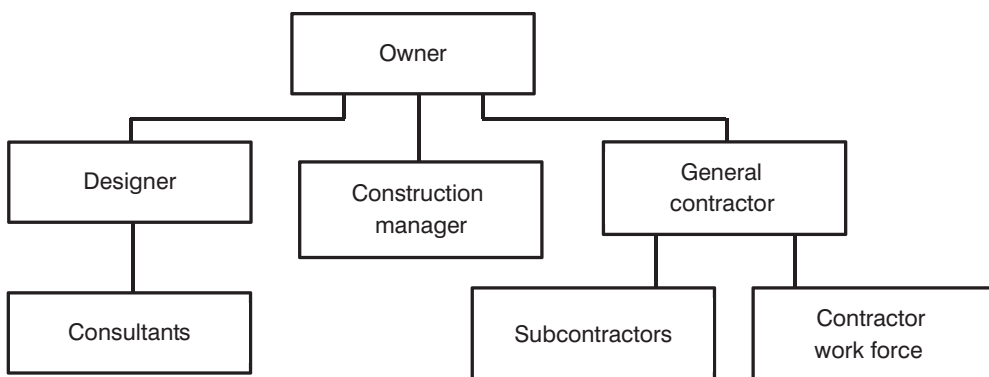 Owner
Designer
Construction
manager
General
contractor
Consultants
Subcontractors
Contractor
work force